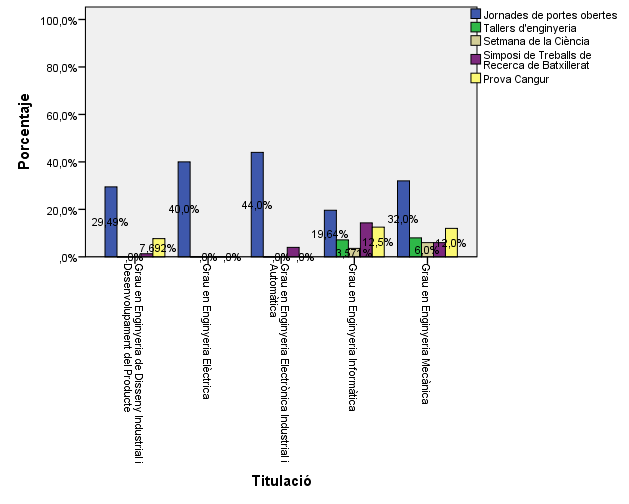 100,0%
80,0%
60,0%
40,0%
20,0%
,0%
Porcentaje
Jornades de portes obertes
Tallers d'enginyeria
Setmana de la Ciència
Simposi de Treballs de
Recerca de Batxillerat
Prova Cangur
29,49%
,0%
7,692%
40,0%
,0%
,0%
44,0%
,0%
,0%
19,64%
3,571%
12,5%
32,0%
6,0%
12,0%
Grau en Enginyeria de Disseny Industrial i
Desenvolupament del Producte
Grau en Enginyeria Elèctrica
Grau en Enginyeria Electrònica Industrial i
Automàtica
Grau en Enginyeria Informàtica
Grau en Enginyeria Mecànica
Titulació